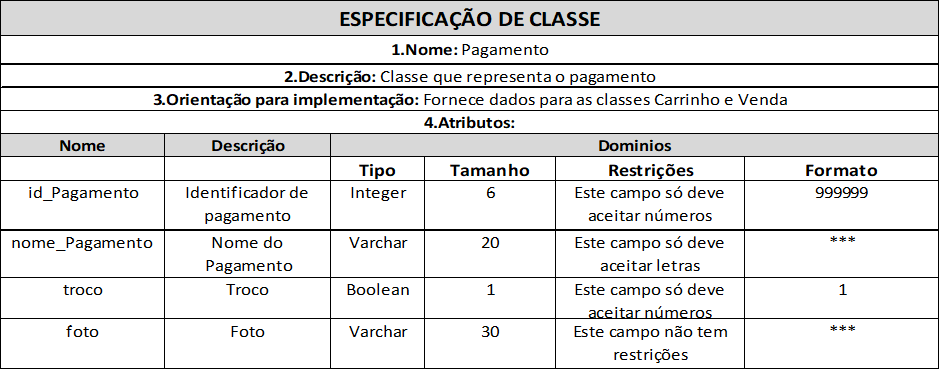 ESPECIFICAÇÃO DE CLASSE
1.Nome: Pagamento
2.Descrição: Classe que representa o pagamento
3.Orientação para implementação: Fornece dados para as classes Carrinho e Venda
4.Atributos:
Nome Descrição Dominios
Tipo Tamanho Restrições Formato
id_Pagamento Identificador de pagamento Integer 6 Este campo só deve aceitar números 999999
nome_Pagamento Nome do Pagamento Varchar 20 Este campo só deve aceitar letras ***
troco Troco Boolean 1 Este campo só deve aceitar números 1
foto Foto Varchar 30 Este campo não tem restrições ***